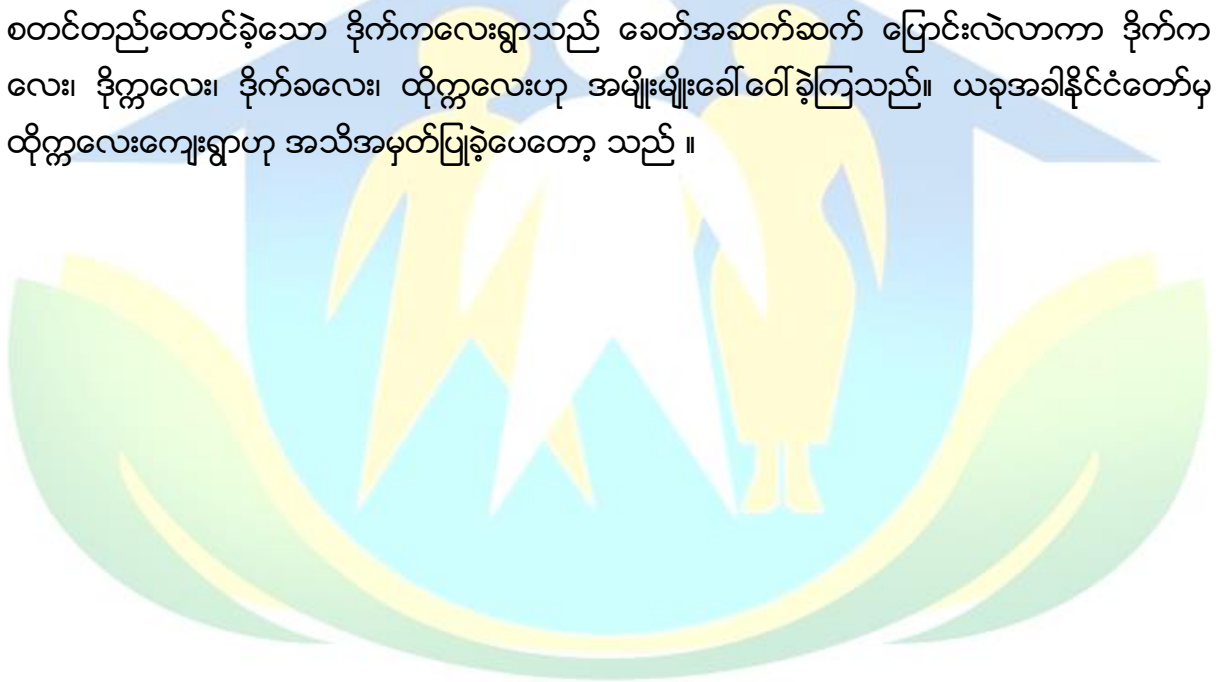 စတင်တည်ထောင်ခဲ့သော ဒိုက်ကလေးရွာသည် ခေတ်အဆက်ဆက် ပြောင်းလဲလာကာ ဒိုက်က
လေး၊ ဒိုက္ကလေး၊ ဒိုက်ခလေး၊ ထိုက္ကလေးဟု အမျိုးမျိုးခေါ်ဝေါ်ခဲ့ကြသည်။ ယခုအခါနိုင်ငံတော်မှ
ထိုက္ကလေးကျေးရွာဟု အသိအမှတ်ပြုခဲ့ပေတော့ သည် ။